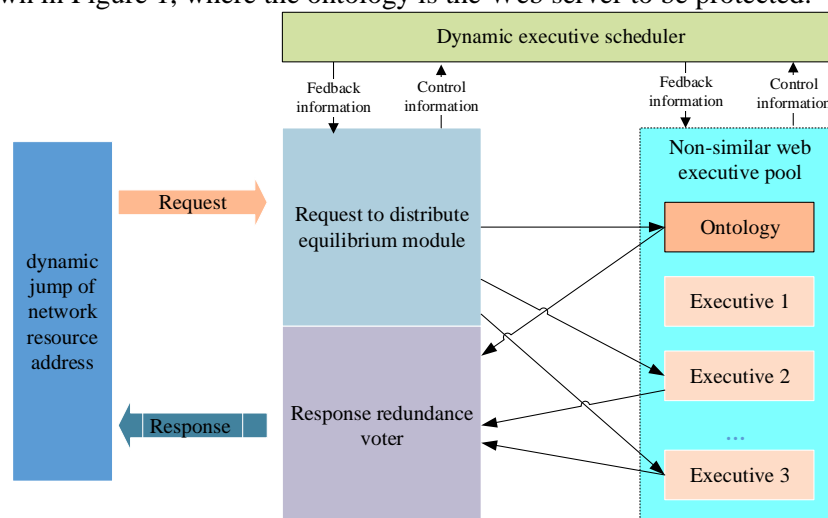 wn in Figure 1, where the ontology is the Web server to be protected.
Dynamic executive scheduler
Fedback
information
Control
information
Fedback
information
Control
information
Non-similar web
executive pool
Request
Request to distribute
equilibrium module
Ontology
dynamic
jump of
network
resource
address
Executive 1
Executive 2
Response redundance
voter
Response
...
Executive 3